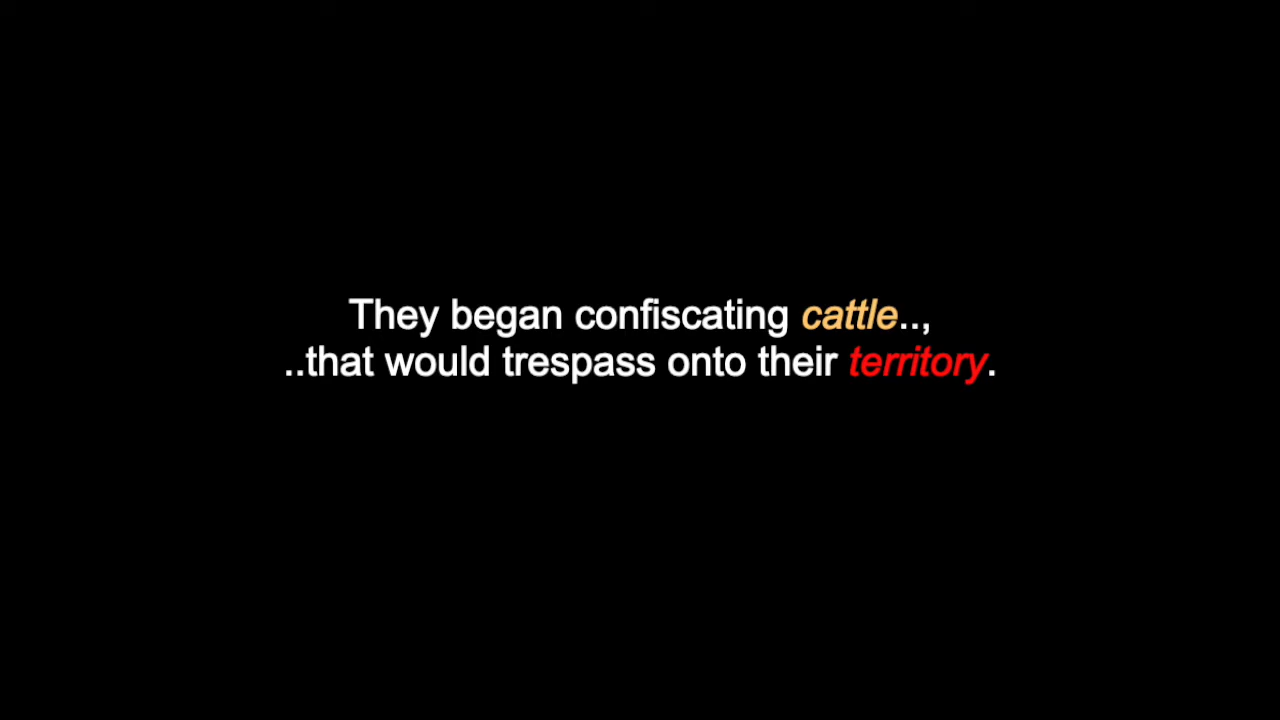 They began confiscating cattle..,
..that would trespass onto their territory.